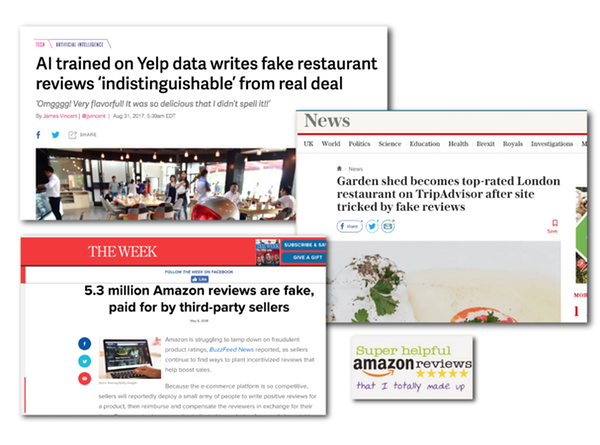 TECH ARTIFICIAL INTELLIGENCE
AI trained on Yelp data writes fake restaurant
reviews 'indistinguishable' from real deal
'Omgggg! Very flavorful! It was so delicious that I didn't spell it!!'
By James Vincent | @jjvincent | Aug 31, 2017, 5:39am EDT
SHARE
News
UK World Politics Science Education Health Brexit Royals Investigations M
News
Garden shed becomes top-rated London
restaurant on TripAdvisor after site
tricked by fake reviews
share
Save
MOR
THE WEEK
SUBSCRIBE & SA
GIVE A GIFT
FOLLOW THE WEEK ON FACEBOOK
Like
5.3 million Amazon reviews are fake,
paid for by third-party sellers
Amazon is struggling to tamp down on fraudulent
product ratings, BuzzFeed News reported, as sellers
continue to find ways to plant incentivized reviews that
help boost sales.
Because the e-commerce platform is so competitive,
sellers will reportedly deploy a small army of people to write positive reviews for
a product, then reimburse and compensate the reviewers in exchange for their
Super helpful
amazon reviews
that I totally made up